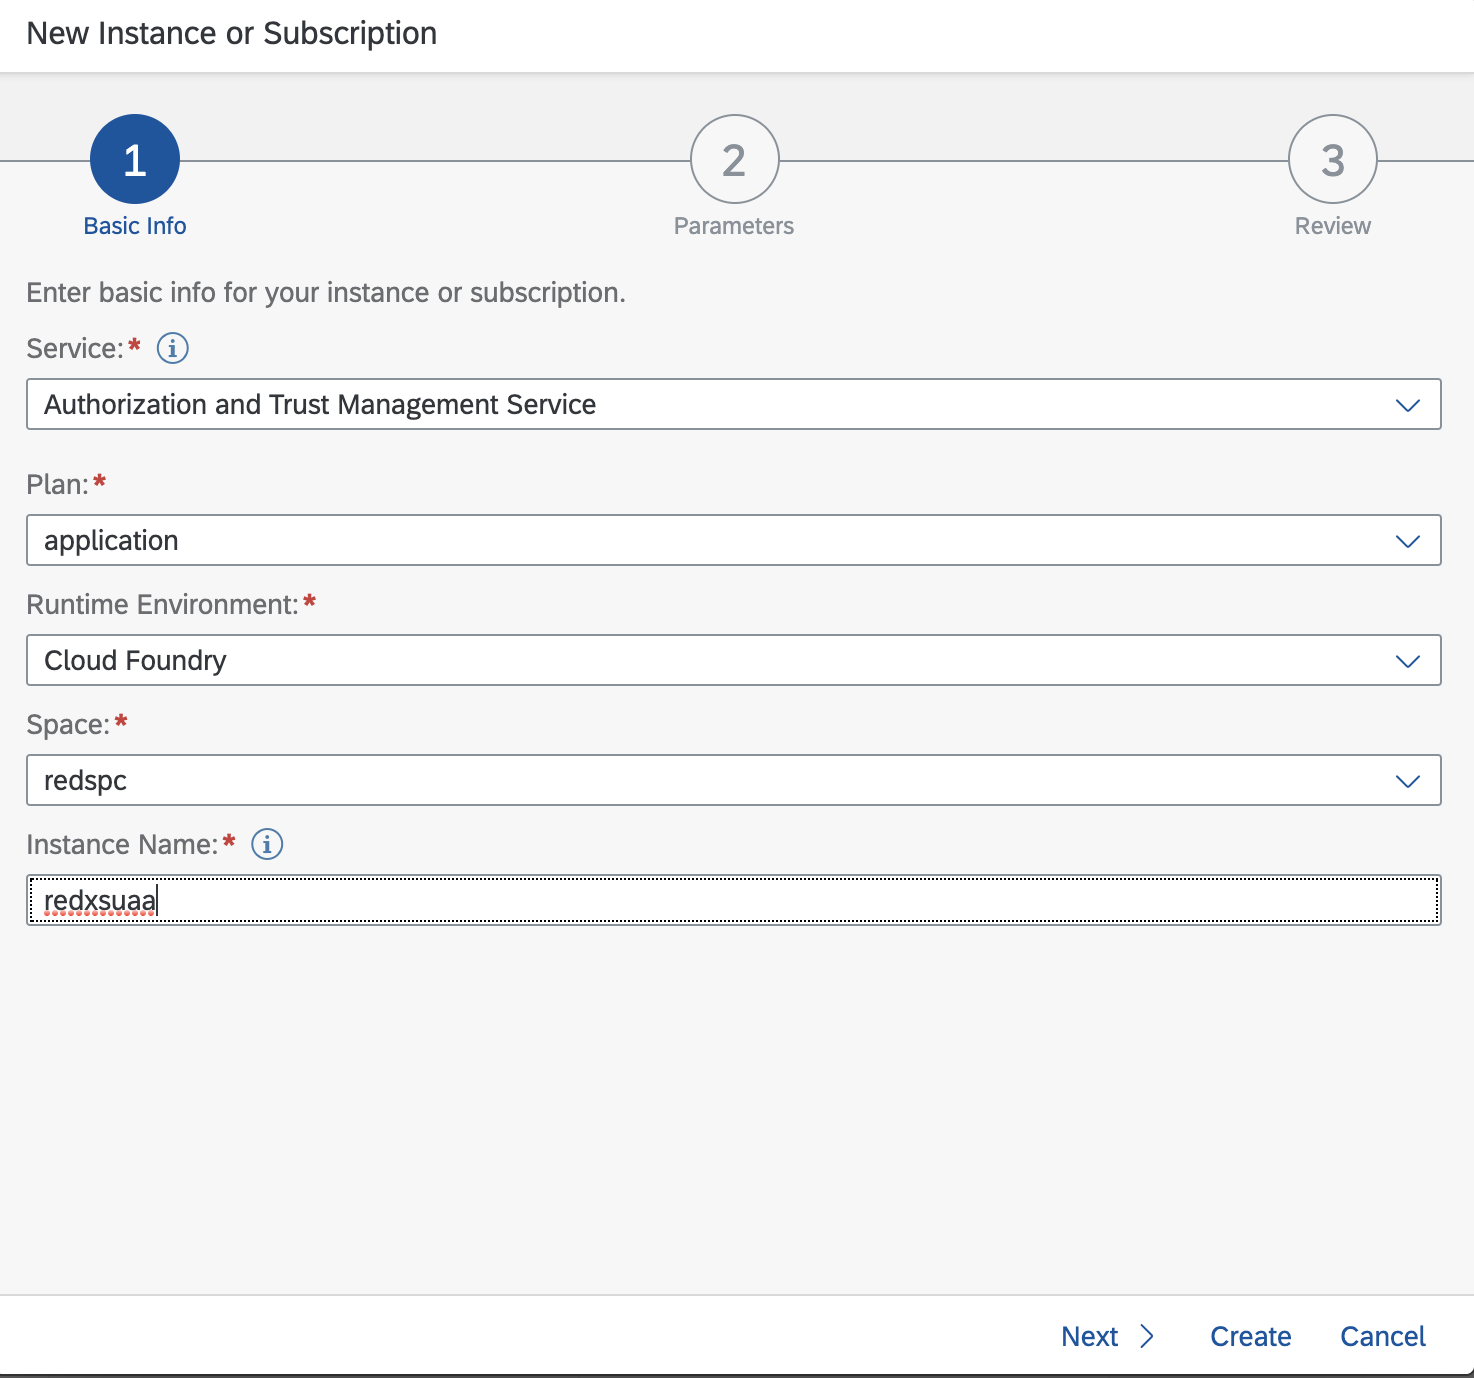 New Instance or Subscription
1
2
3
Basic Info
Parameters
Review
Enter basic info for your instance or subscription.
Service:*
Authorization and Trust Management Service
Plan:*
application
Runtime Environment:*
Cloud Foundry
Space:*
redspc
Instance Name:*
redxsuaa
Next
Create
Cancel